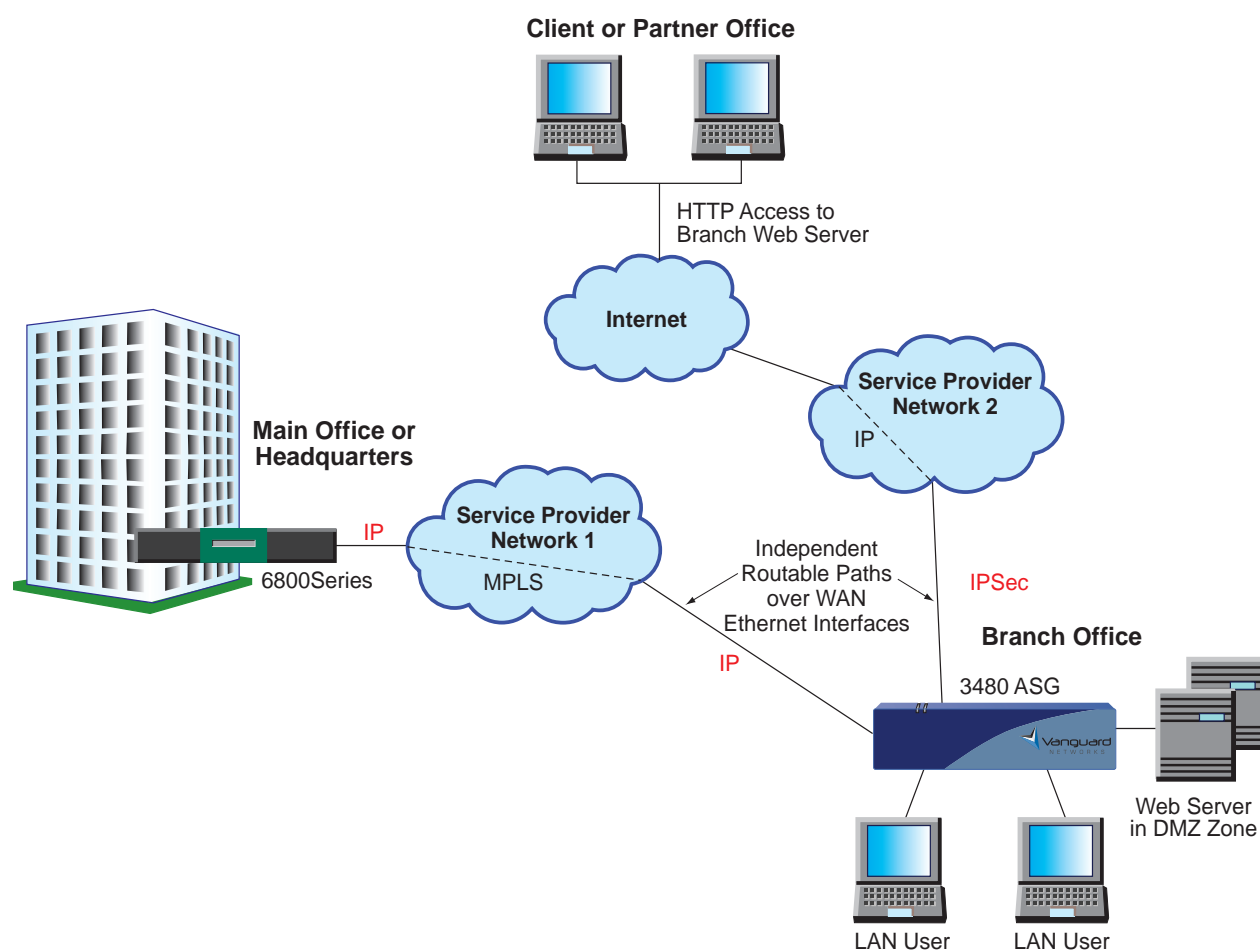 Client or Partner Office
HTTP Access to
Branch Web Server
Internet
Service Provider
Network 2
IP
Main Office or
Headquarters
IP
6800Series
Service Provider
Network 1
MPLS
Independent
Routable Paths
over WAN
Ethernet Interfaces
IPSec
IP
Branch Office
3480 ASG
Vanguard
NETWORKS
Web Server
in DMZ Zone
LAN User
LAN User